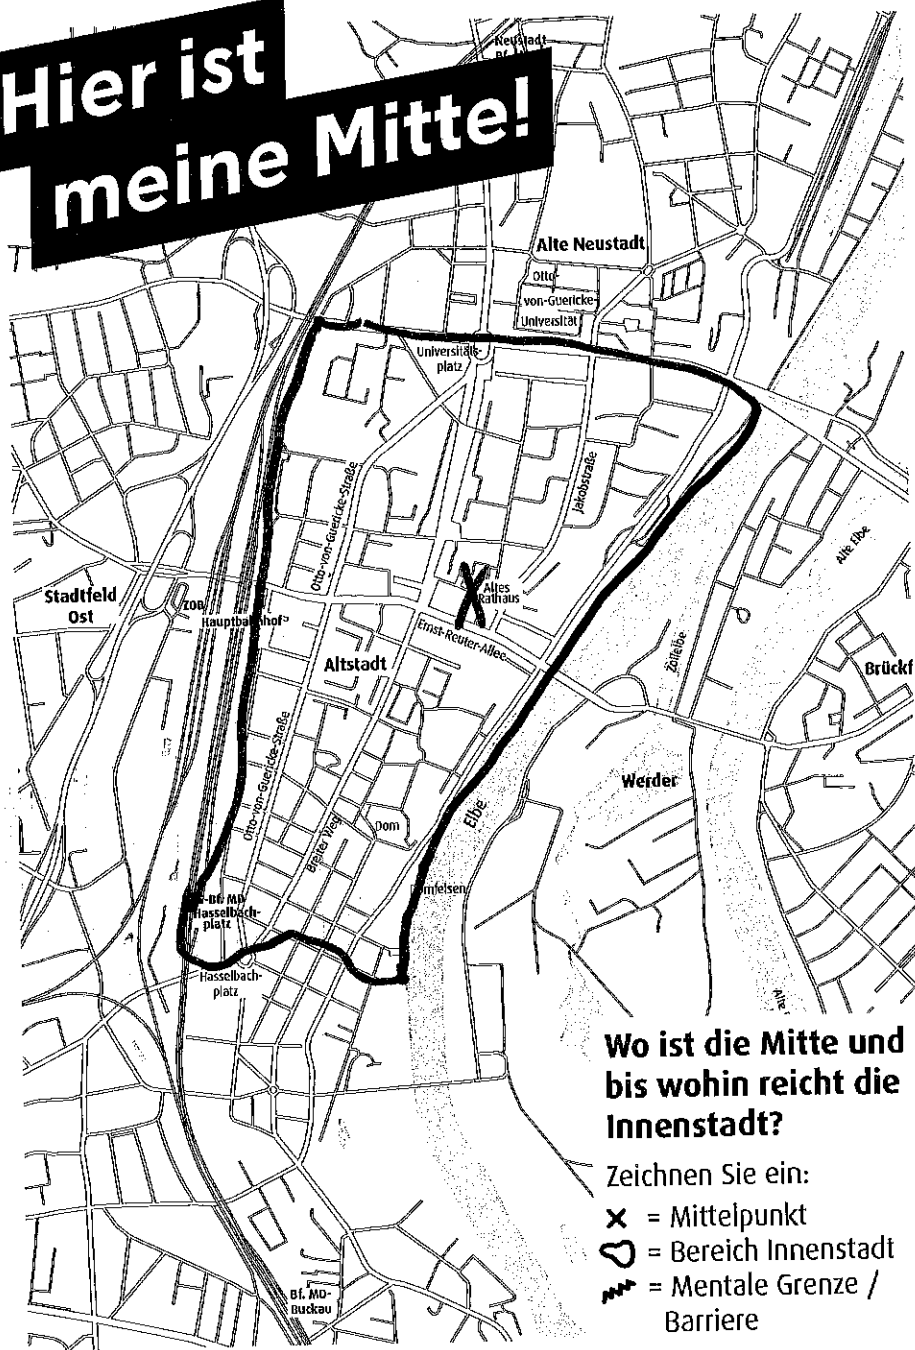 Hier ist
meine Mitte!
Neustadt
Alte Neustadt
Otto-
von-Guericke-
Universität
Universitäts-
platz
Jakobstraße
Otto-von-Guericke-Straße
Alte Elbe
Stadtfeld
Ost
ZOB
Hauptbahnhof
Altes
Rathaus
Ernst-Reuter-Allee
Zollelbe
Altstadt
Brückf
Otto-von-Guericke-Straße
Werder
Breiter Weg
Dom
Elbe
Hasselbach-
platz
Hasselbach-
platz
Alte
Wo ist die Mitte und
bis wohin reicht die
Innenstadt?
Zeichnen Sie ein:
x = Mittelpunkt
= Bereich Innenstadt
= Mentale Grenze /
Barriere
Bf. MD-
Buckau